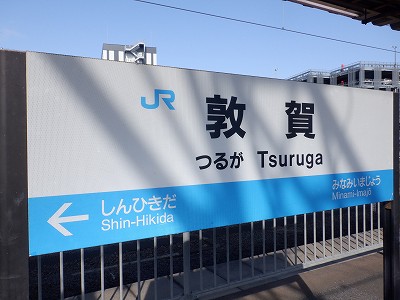 JR
敦賀
つるが Tsuruga
← しんひきだ
Shin-Hikida
みなみいまじょう
Minami-Imajō